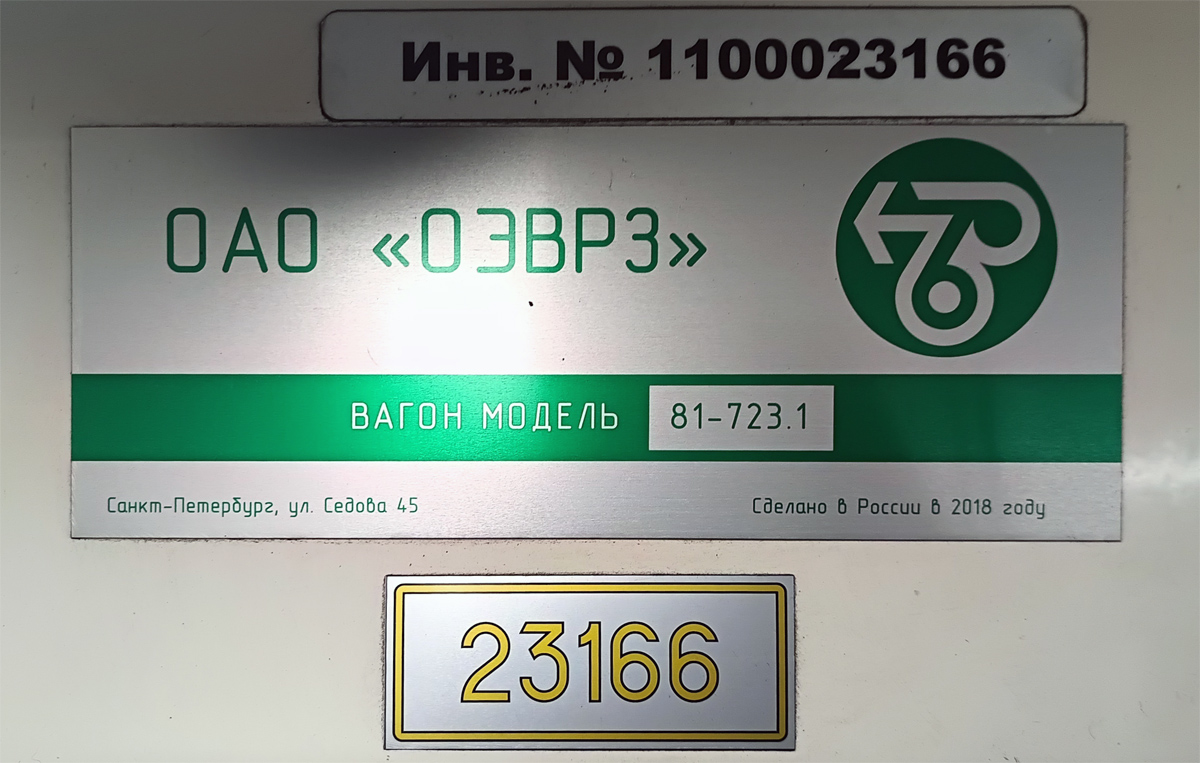 Инв. № 1100023166
ОАО «ОЭВРЗ»
ВАГОН МОДЕЛЬ 81-723.1
Санкт-Петербург, ул. Седова 45 Сделано в России в 2018 году
23166